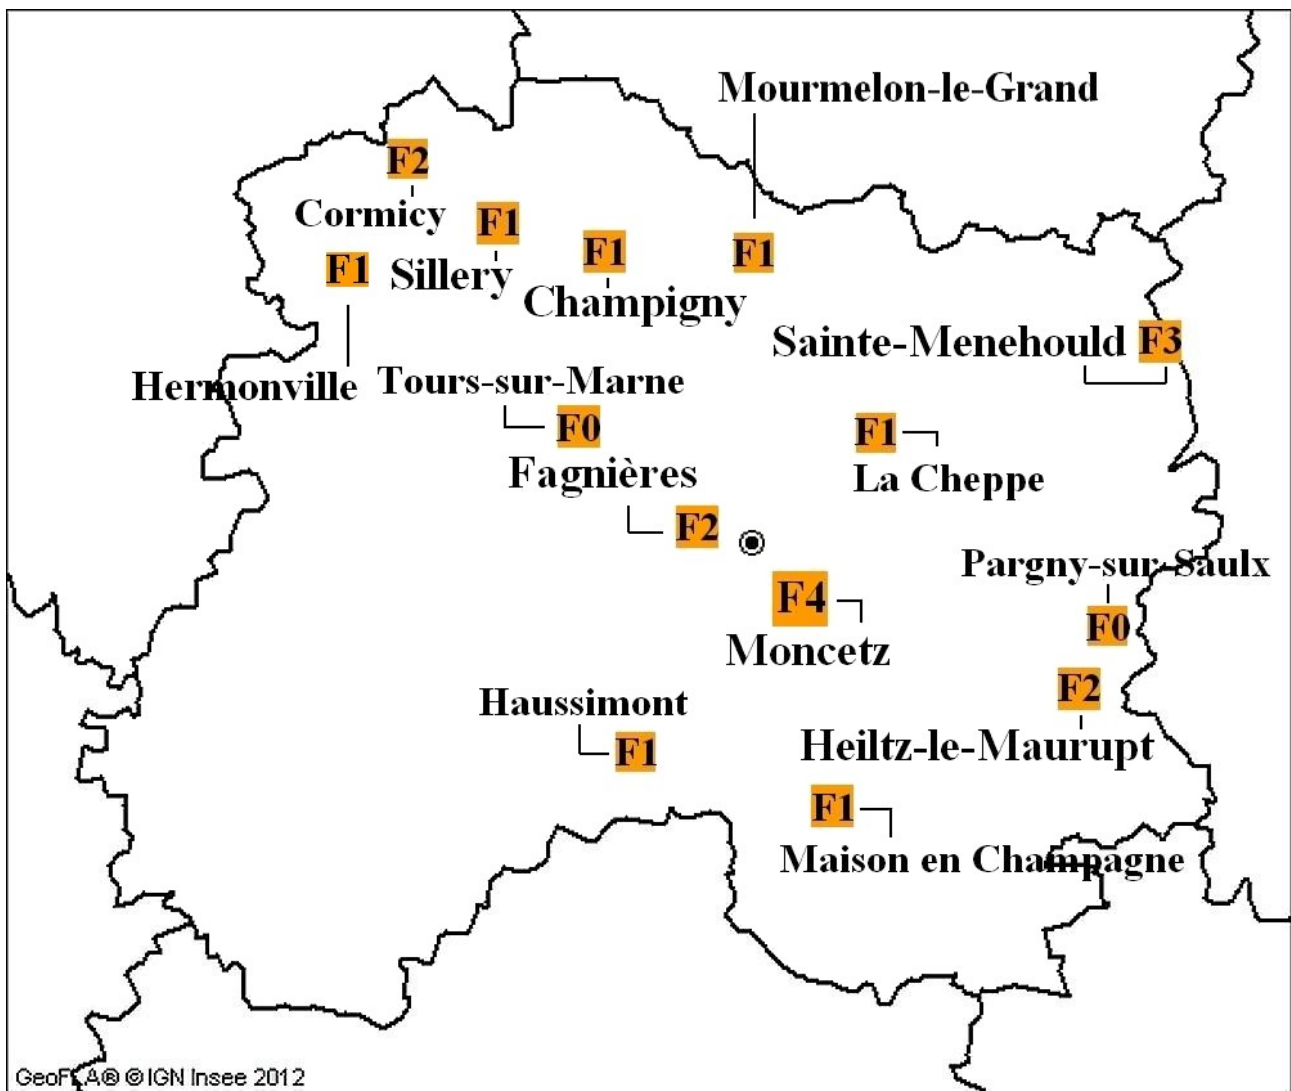 Mourmelon-le-Grand
F2
Cormicy
F1
Sillery
F1
Champigny
F1
F1
Hermonville
Sainte-Menehould F3
Tours-sur-Marne
F0
F1
La Cheppe
Fagnières
F2
Pargny-sur-Saulx
F0
F4
Moncetz
F2
Heiltz-le-Maurupt
Haussimont
F1
F1
Maison en Champagne
GeoFLA® ©IGN Insee 2012